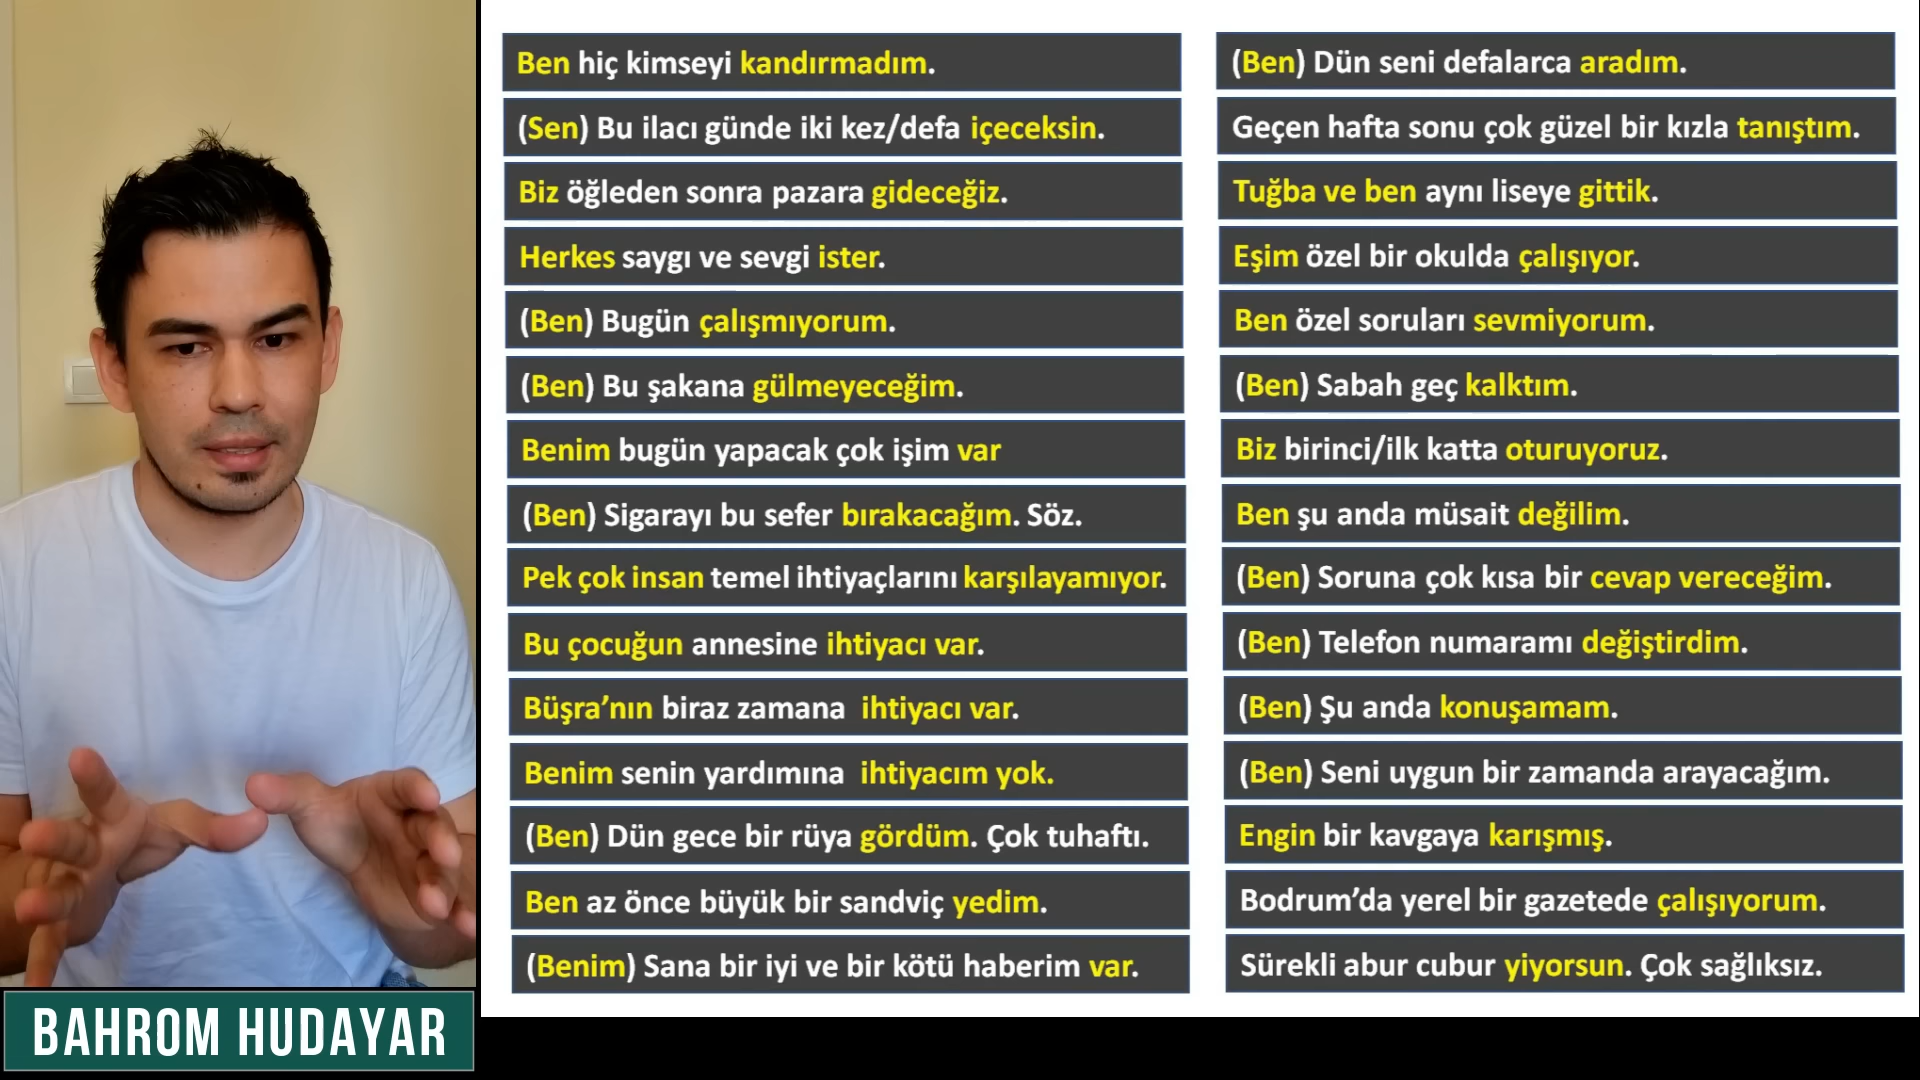 Ben hiç kimseyi kandırmadım.
(Sen) Bu ilacı günde iki kez/defa içeceksin.
Biz öğleden sonra pazara gideceğiz.
Herkes saygı ve sevgi ister.
(Ben) Bugün çalışmıyorum.
(Ben) Bu şakana gülmeyeceğim.
Benim bugün yapacak çok işim var
(Ben) Sigarayı bu sefer bırakacağım. Söz.
Pek çok insan temel ihtiyaçlarını karşılayamıyor.
Bu çocuğun annesine ihtiyacı var.
Büşra’nın biraz zamana ihtiyacı var.
Benim senin yardımına ihtiyacım yok.
(Ben) Dün gece bir rüya gördüm. Çok tuhaftı.
Ben az önce büyük bir sandviç yedim.
(Benim) Sana bir iyi ve bir kötü haberim var.
(Ben) Dün seni defalarca aradım.
Geçen hafta sonu çok güzel bir kızla tanıştım.
Tuğba ve ben aynı liseye gittik.
Eşim özel bir okulda çalışıyor.
Ben özel soruları sevmiyorum.
(Ben) Sabah geç kalktım.
Biz birinci/ilk katta oturuyoruz.
Ben şu anda müsait değilim.
(Ben) Soruna çok kısa bir cevap vereceğim.
(Ben) Telefon numaramı değiştirdim.
(Ben) Şu anda konuşamam.
(Ben) Seni uygun bir zamanda arayacağım.
Engin bir kavgaya karışmış.
Bodrum’da yerel bir gazetede çalışıyorum.
Sürekli abur cubur yiyorsun. Çok sağlıksız.
BAHROM HUDAYAR